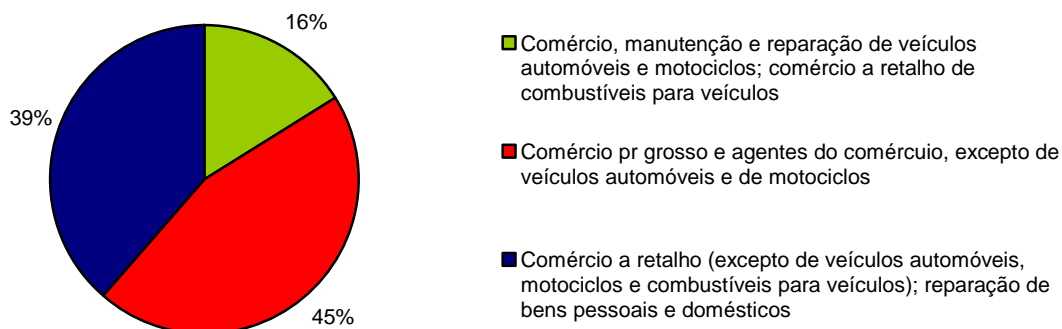 16%
39%
45%
Comércio, manutenção e reparação de veículos
automóveis e motociclos; comércio a retalho de
combustíveis para veículos
Comércio pr grosso e agentes do comércuio, excepto de
veículos automóveis e de motociclos
Comércio a retalho (excepto de veículos automóveis,
motociclos e combustíveis para veículos); reparação de
bens pessoais e domésticos